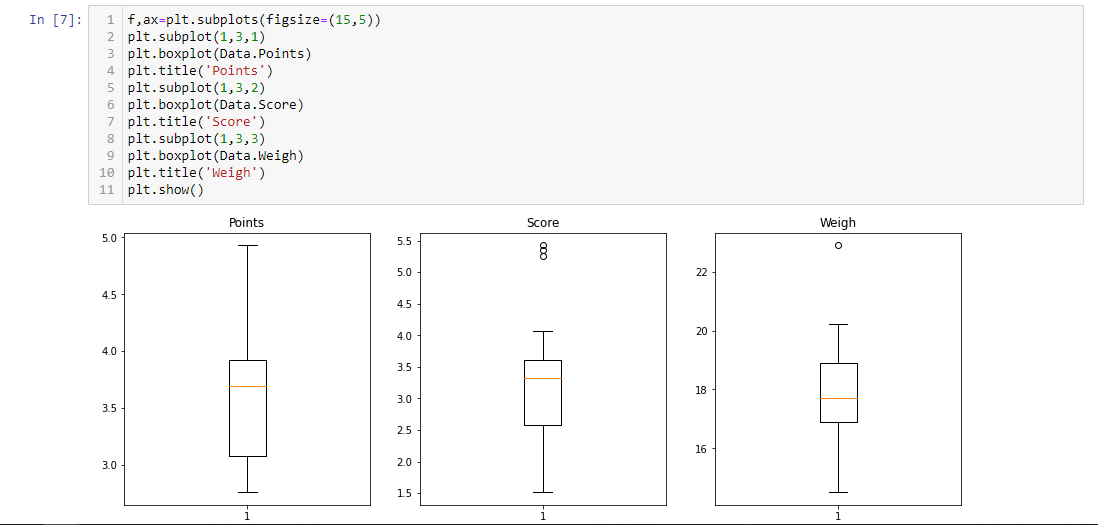 In [7]:
1 f,ax=plt.subplots(figsize=(15,5))
2 plt.subplot(1,3,1)
3 plt.boxplot(Data.Points)
4 plt.title('Points')
5 plt.subplot(1,3,2)
6 plt.boxplot(Data.Score)
7 plt.title('Score')
8 plt.subplot(1,3,3)
9 plt.boxplot(Data.Weigh)
10 plt.title('Weigh')
11 plt.show()
Points
5.0
4.5
4.0
3.5
3.0
1
Score
5.5
5.0
4.5
4.0
3.5
3.0
2.5
2.0
1.5
1
Weigh
22
20
18
16
1